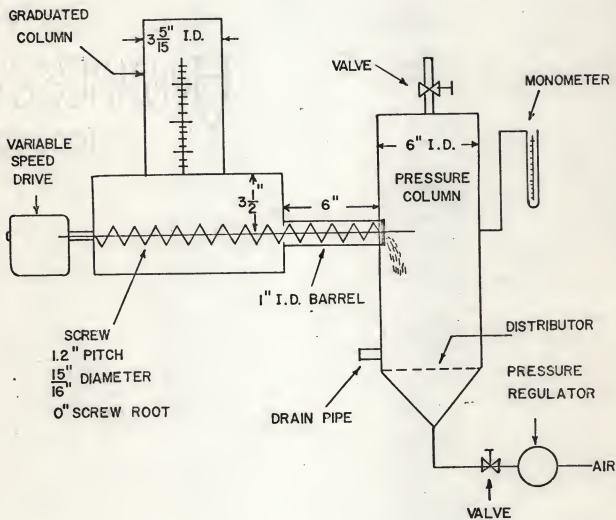 GRADUATED
COLUMN
3 5/15" I.D.
VALVE
MONOMETER
VARIABLE
SPEED
DRIVE
3 1/2"
6"
6" I.D.
PRESSURE
COLUMN
1" I.D. BARREL
SCREW
1.2" PITCH
15/16" DIAMETER
0" SCREW ROOT
DISTRIBUTOR
DRAIN PIPE
PRESSURE
REGULATOR
AIR
VALVE